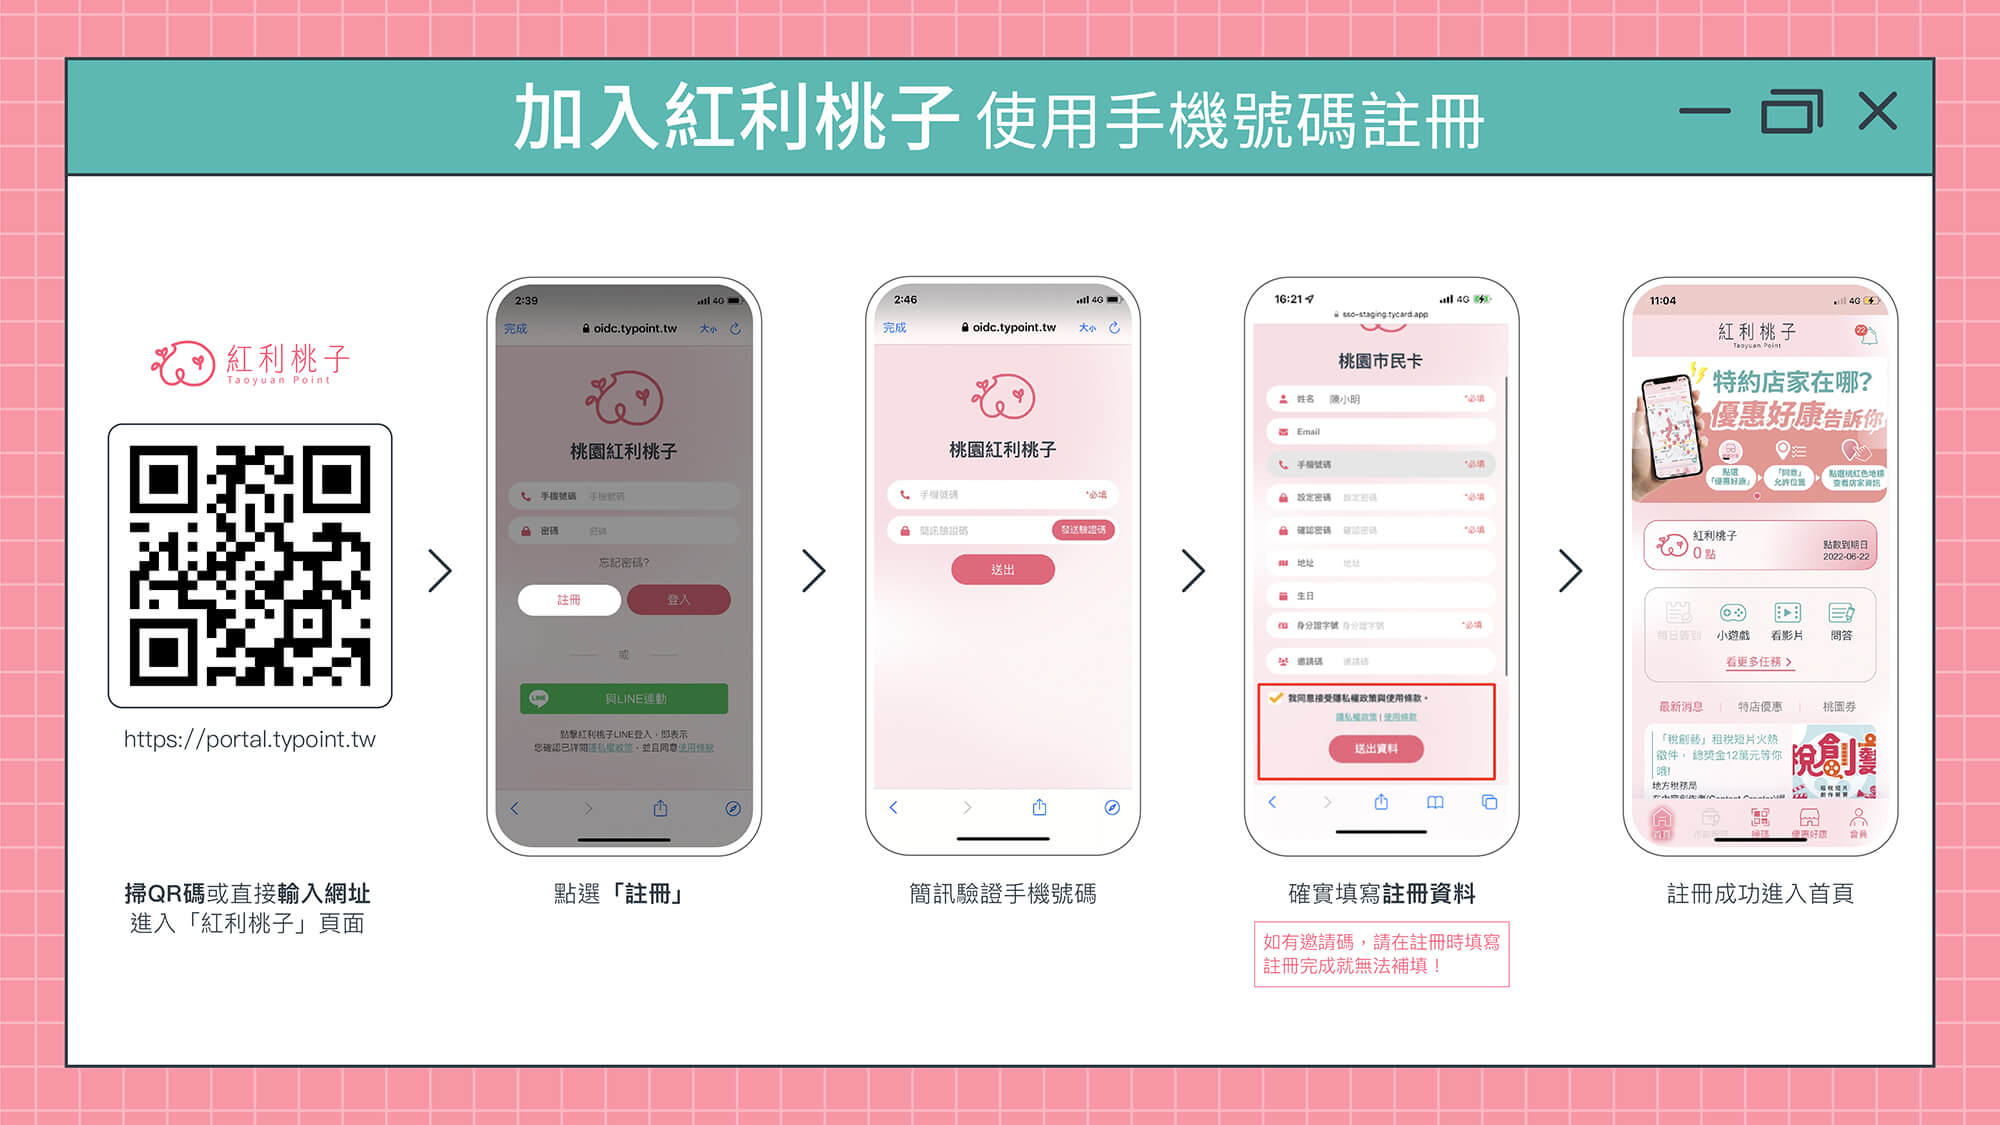 加入紅利桃子 使用手機號碼註冊
紅利桃子
Taoyuan Point
https://portal.typoint.tw
掃QR碼或直接輸入網址
進入「紅利桃子」頁面
2:39
4G
完成
oidc.typoint.tw
大小
桃園紅利桃子
手機號碼 手機號碼
密碼 密碼
忘記密碼?
註冊
登入
或
LINE
與LINE連動
點擊紅利桃子LINE登入，即表示
您確認已詳閱隱私權政策，並且同意使用條款
點選「註冊」
2:46
4G
完成
oidc.typoint.tw
大小
桃園紅利桃子
手機號碼 *必填
簡訊驗證碼 發送驗證碼
送出
簡訊驗證手機號碼
16:21
4G
sso-staging.tycard.app
桃園市民卡
姓名 陳小明 *必填
Email
手機號碼 *必填
設定密碼 設定密碼 *必填
確認密碼 確認密碼 *必填
地址 地址
生日
身分證字號 身分證字號 *必填
邀請碼 邀請碼
我同意接受隱私權政策與使用條款。
隱私權政策 | 使用條款
送出資料
確實填寫註冊資料
如有邀請碼，請在註冊時填寫
註冊完成就無法補填！
11:04
4G
紅利桃子
Taoyuan Point
22
特約店家在哪?
優惠好康告訴你
點選
「優惠好康」
「同意」
允許位置
點選桃紅色地標
查看店家資訊
紅利桃子
0 點
點數到期日
2022-06-22
每日簽到
小遊戲
看影片
問答
看更多任務
最新消息
特店優惠
桃園券
「稅創藝」租稅短片火熱
徵件， 總獎金12萬元等你
哦!
地方稅務局
稅創藝
首頁
掃碼
優惠好康
會員
註冊成功進入首頁